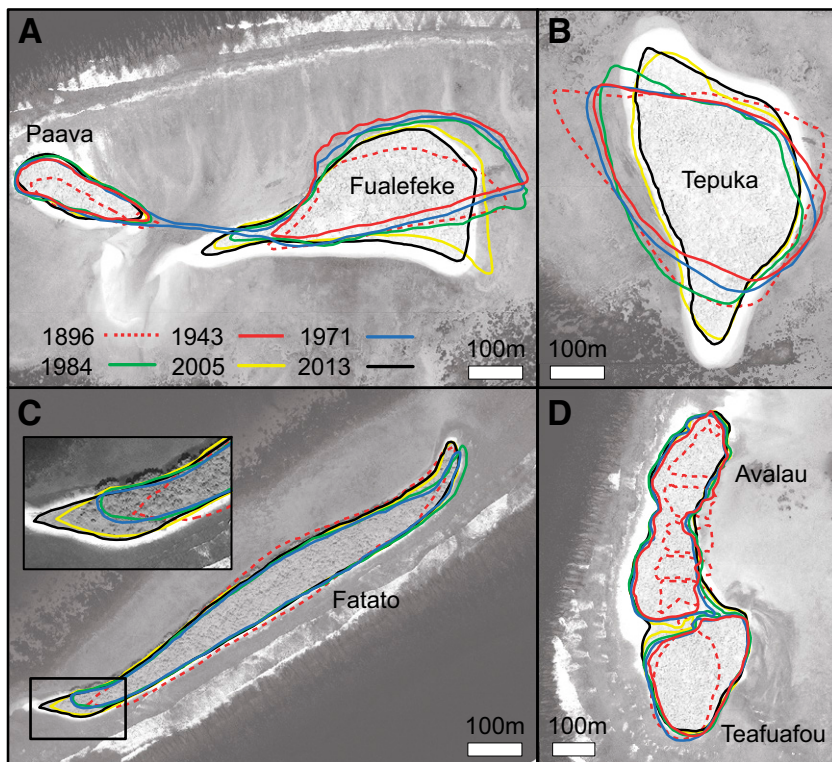 A
Paava
Fualefeke
1896 1943 1971
1984 2005 2013
100m
B
Tepuka
100m
C
Fatato
100m
D
Avalau
Teafuafou
100m